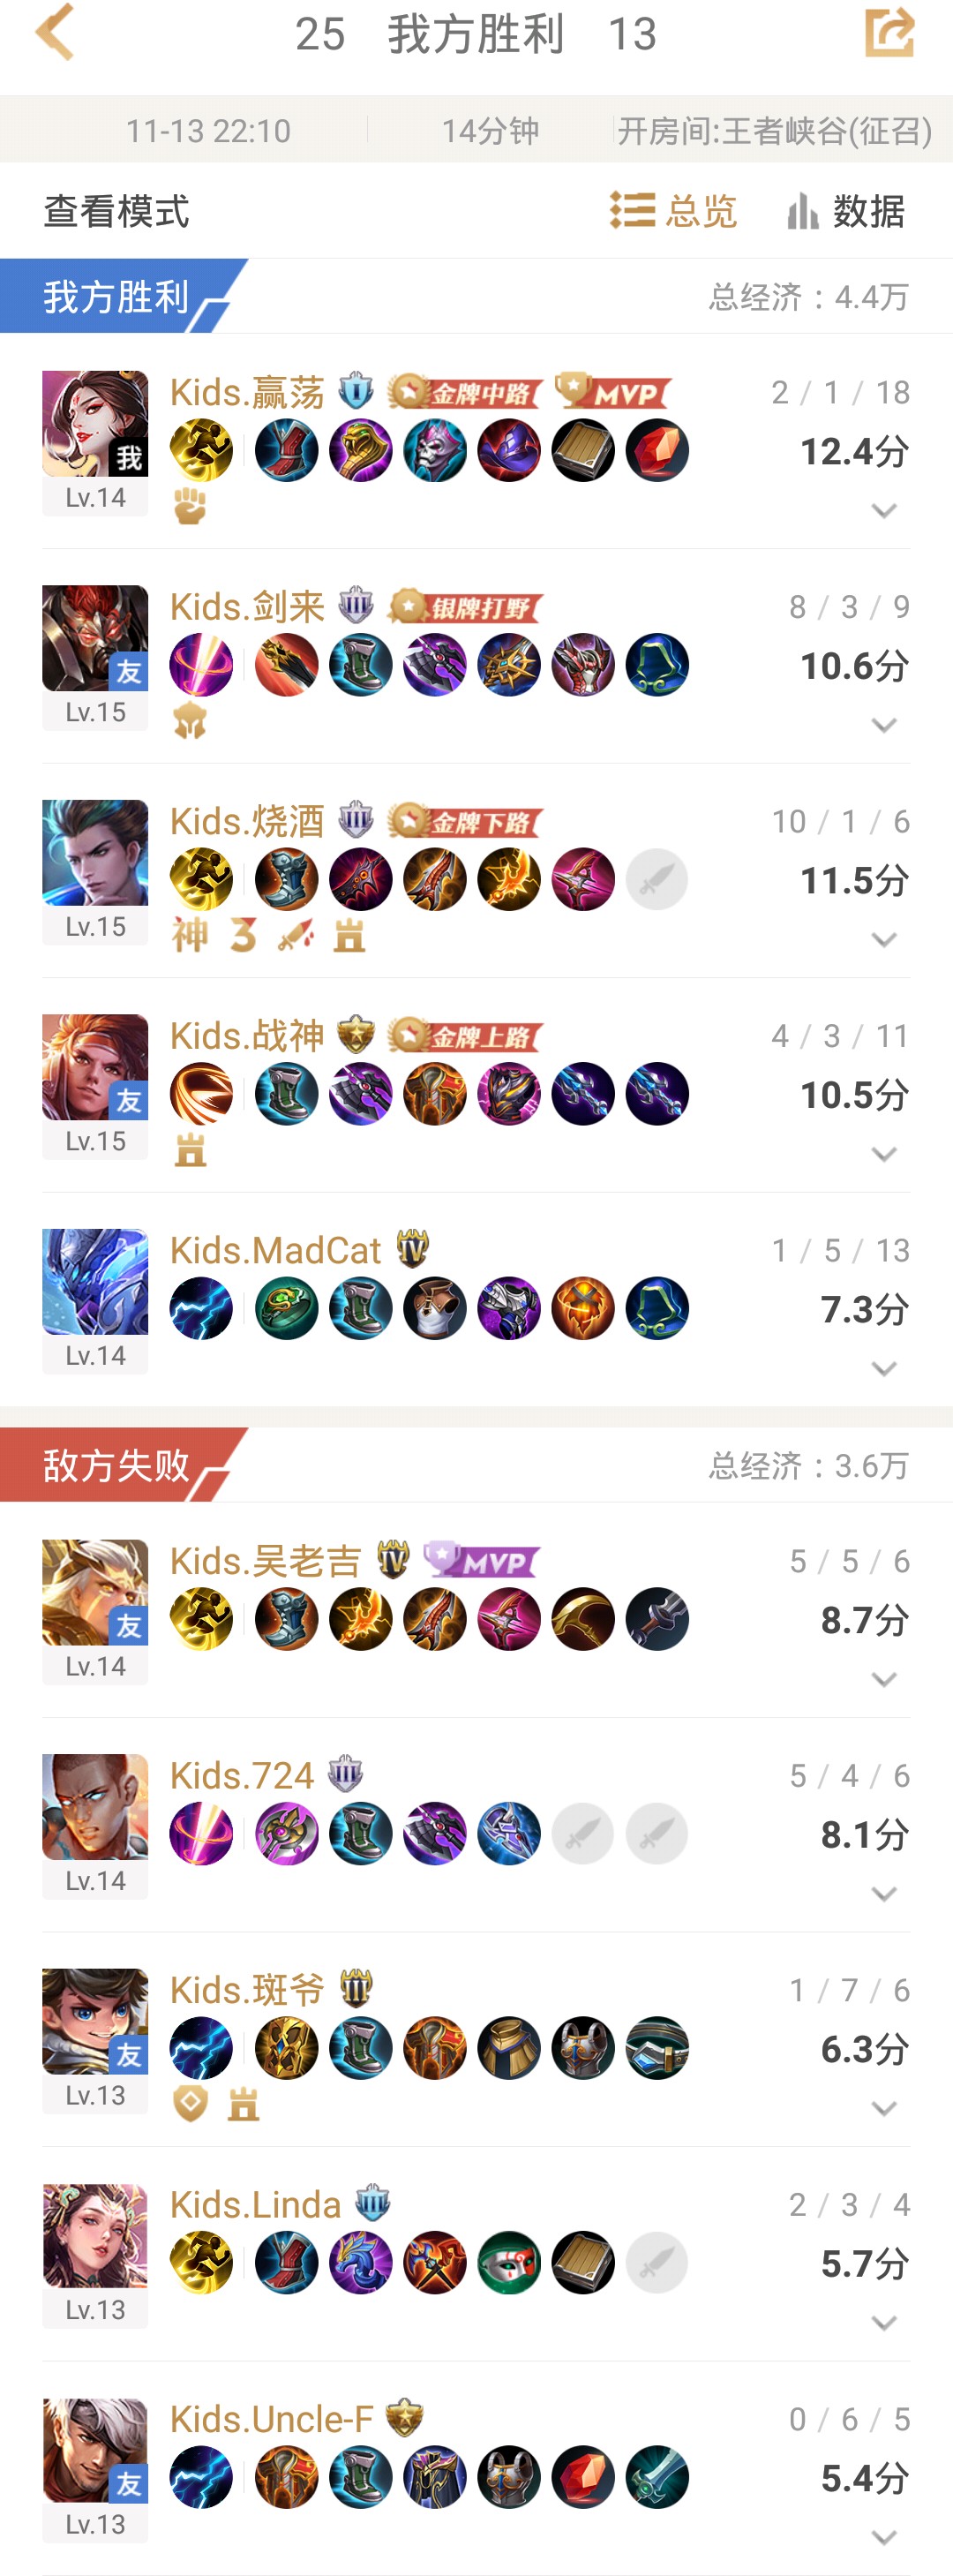 25 我方胜利 13
11-13 22:10 14分钟 开房间:王者峡谷(征召)
查看模式 总览 数据
我方胜利 总经济：4.4万
Kids.赢荡 I 金牌中路 MVP 2 / 1 / 18
我 12.4分
Lv.14
Kids.剑来 III 银牌打野 8 / 3 / 9
友 10.6分
Lv.15
Kids.烧酒 III 金牌下路 10 / 1 / 6
11.5分
Lv.15 神 3
Kids.战神 金牌上路 4 / 3 / 11
友 10.5分
Lv.15
Kids.MadCat IV 1 / 5 / 13
7.3分
Lv.14
敌方失败 总经济：3.6万
Kids.吴老吉 IV MVP 5 / 5 / 6
友 8.7分
Lv.14
Kids.724 III 5 / 4 / 6
8.1分
Lv.14
Kids.斑爷 III 1 / 7 / 6
友 6.3分
Lv.13
Kids.Linda III 2 / 3 / 4
5.7分
Lv.13
Kids.Uncle-F 0 / 6 / 5
友 5.4分
Lv.13